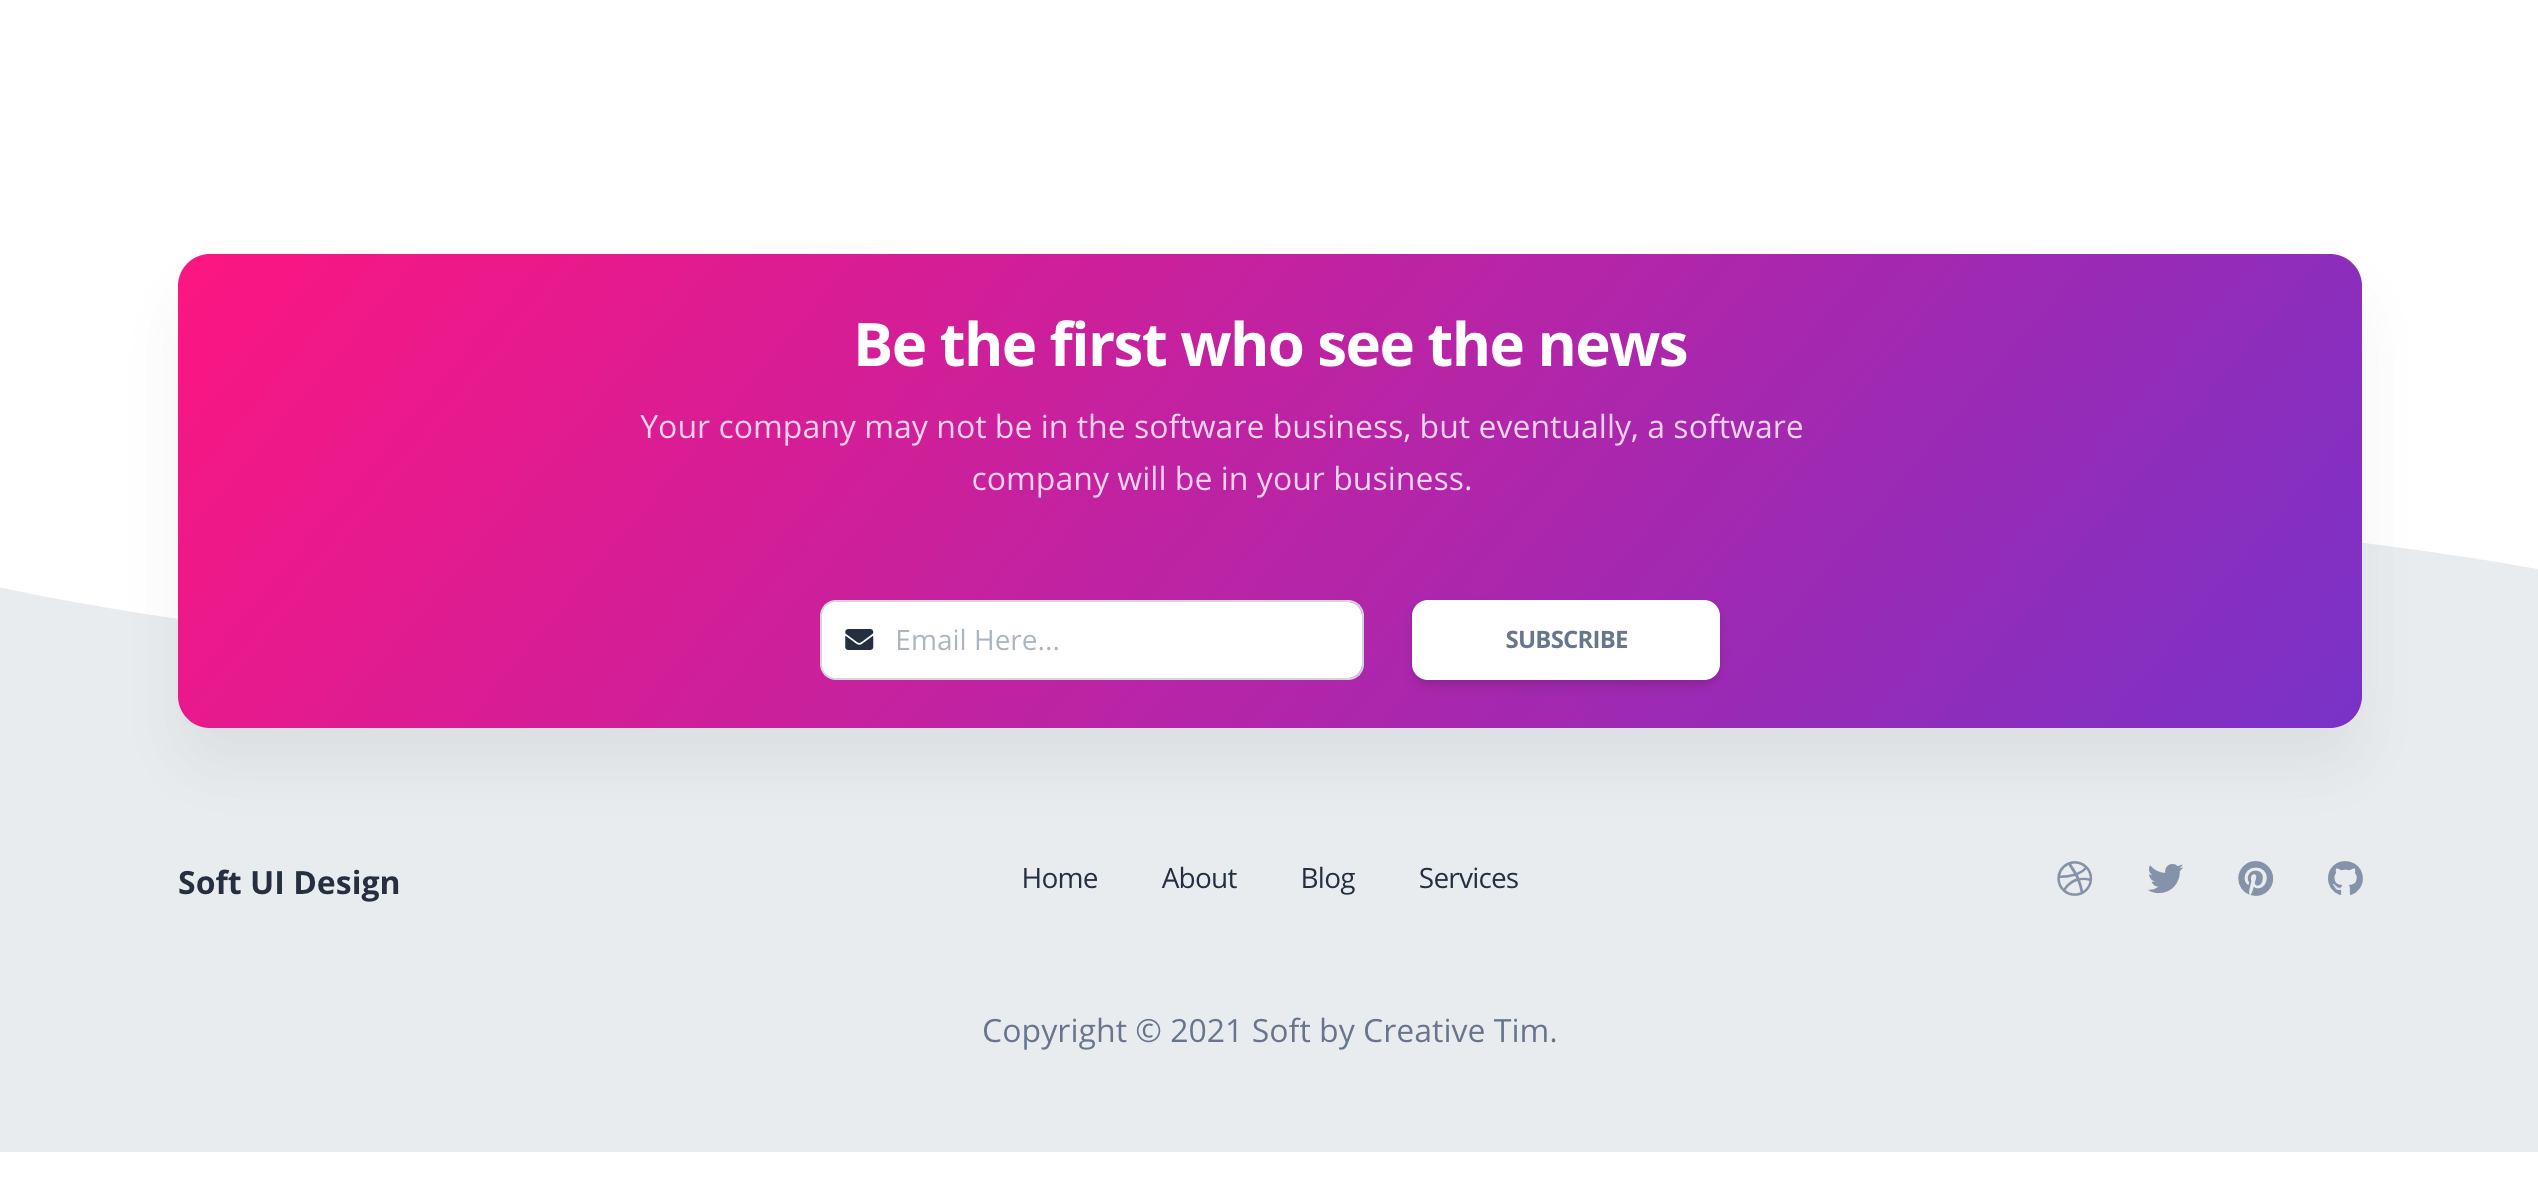 Be the first who see the news
Your company may not be in the software business, but eventually, a software
company will be in your business.
Email Here...
SUBSCRIBE
Soft UI Design
Home
About
Blog
Services
Copyright © 2021 Soft by Creative Tim.